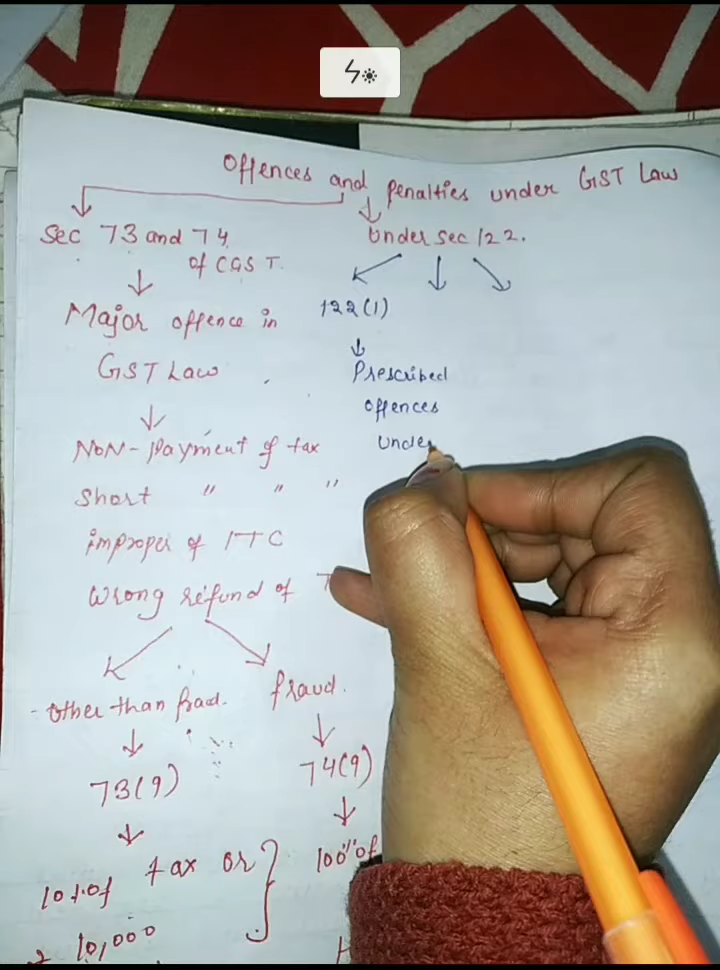 Offences and penalties under GST Law
Sec 73 and 74
of CGST.
Under sec 122.
Major offence in
GST Law
122(1)
Prescribed
offences
unde
Non-payment of tax
Short " " "
improper of ITC
Wrong refund of T
other than fraud.
fraud.
73(9)
74(9)
10% of tax or
10,000
100% of